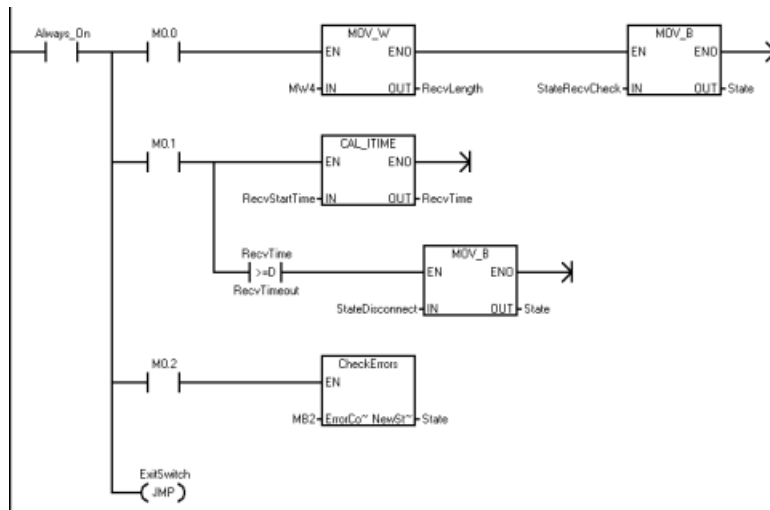 Always_On
M0.0
MOV_W
MOV_B
EN ENO
EN ENO
MW4 IN OUT RecvLength
StateRecvCheck IN OUT State
M0.1
CAL_ITIME
EN ENO
RecvStartTime IN OUT RecvTime
RecvTime
>=D
RecvTimeout
MOV_B
EN ENO
StateDisconnect IN OUT State
M0.2
CheckErrors
EN
MB2 ErrorCo~ NewSt~ State
ExitSwitch
JMP